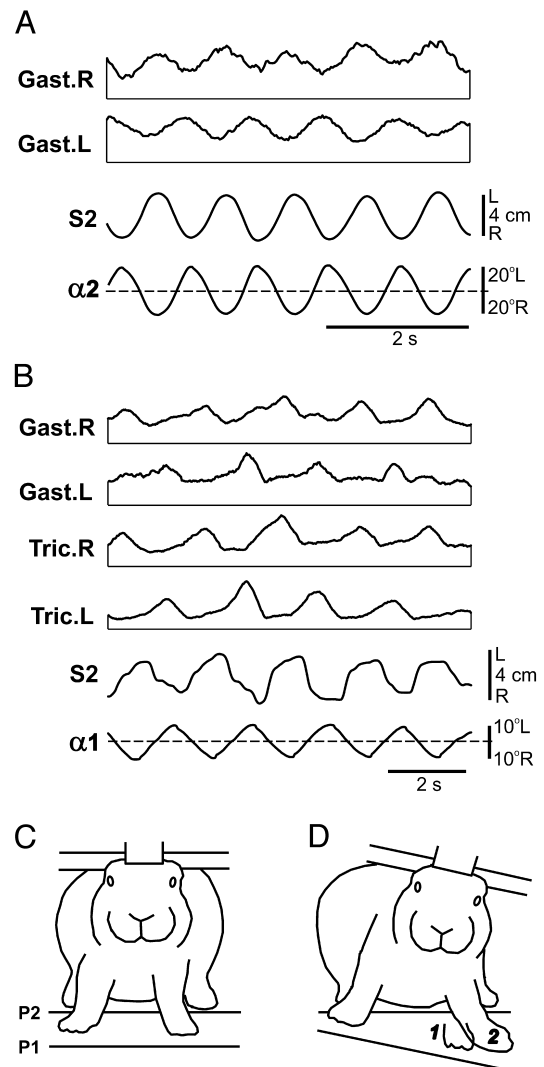 A
Gast.R
Gast.L
S2
L
4 cm
R
α2
20°L
20°R
2 s
B
Gast.R
Gast.L
Tric.R
Tric.L
S2
L
4 cm
R
α1
10°L
10°R
2 s
C
D
P2
P1
1
2